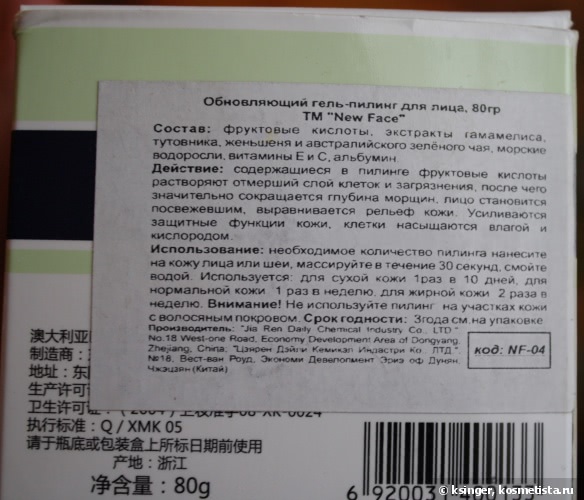 Обновляющий гель-пилинг для лица, 80гр
ТМ "New Face"
Состав: фруктовые кислоты, экстракты гамамелиса,
тутовника, женьшеня и австралийского зелёного чая, морские
водоросли, витамины Е и С, альбумин.
Действие: содержащиеся в пилинге фруктовые кислоты
растворяют отмерший слой клеток и загрязнения, после чего
значительно сокращается глубина морщин, лицо становится
посвежевшим, выравнивается рельеф кожи. Усиливаются
защитные функции кожи, клетки насыщаются влагой и
кислородом.
Использование: необходимое количество пилинга нанесите
на кожу лица или шеи, массируйте в течение 30 секунд, смойте
водой. Используется: для сухой кожи 1раз в 10 дней, для
нормальной кожи 1 раз в неделю, для жирной кожи 2 раза в
неделю. Внимание! Не используйте пилинг на участках кожи
с волосяным покровом. Срок годности: 3года см.на упаковке
Производитель: "Jia Ren Daily Chemical Industry Co., LTD."
No.18 West-one Road, Economy Development Area of Dongyang,
Zhejiang, China; "Цзярен Дэйли Кемикал Индастри Ко., ЛТД.",
№18, Вест-ван Роуд, Экономи Девелопмент Эриэ оф Дунян,
Чжэцзян (Китай)
код: NF-04
澳大利亚
制造商:
地址: 东
生产许可
卫生许可证:
执行标准: Q / XMK 05
请于瓶底或包装盒上所标日期前使用
产地: 浙江
净含量: 80g
© ksinger, kosmetista.ru